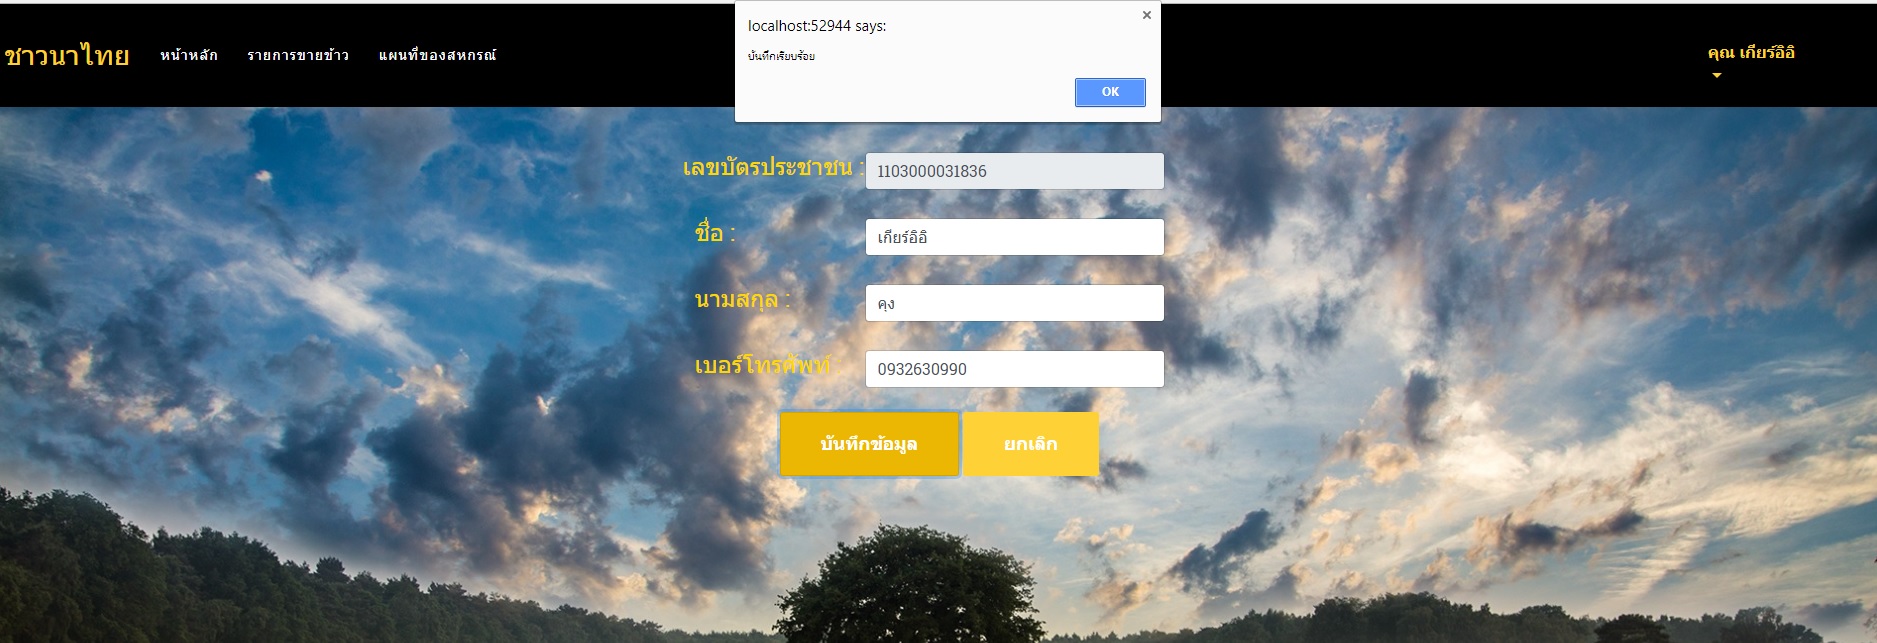 localhost:52944 says:
บันทึกเรียบร้อย
OK
ชาวนาไทย หน้าหลัก รายการขายข้าว แผนที่ของสหกรณ์ คุณ เกียร์อิอิ
เลขบัตรประชาชน : 1103000031836
ชื่อ : เกียร์อิอิ
นามสกุล : คุง
เบอร์โทรศัพท์ : 0932630990
บันทึกข้อมูล ยกเลิก